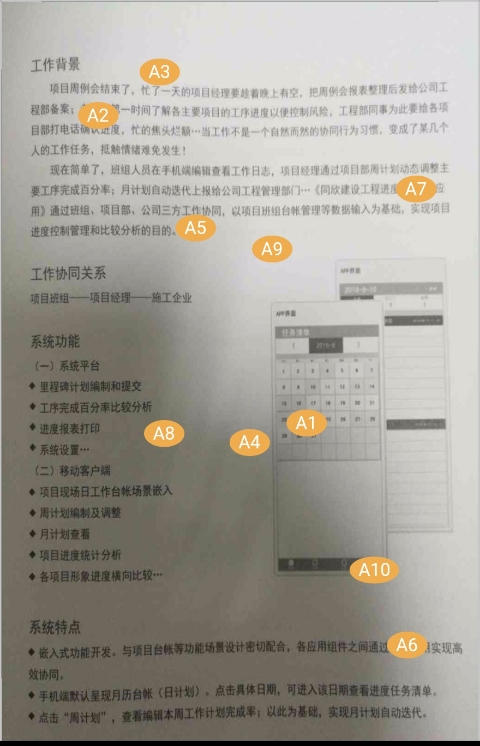 工作背景
项目周例会结束了,忙了一天的项目经理要趁着晚上有空,把周例会报表整理后发给公司工
程部备案;第一时间了解各主要项目的工序进度以便控制风险,工程部同事为此要给各项
目部打电话确认进度,忙的焦头烂额…当工作不是一个自然而然的协同行为习惯,变成了某几个
人的工作任务,抵触情绪难免发生!
现在简单了,班组人员在手机端编辑查看工作日志,项目经理通过项目部周计划动态调整主
要工序完成百分率;月计划自动迭代上报给公司工程管理部门…《同欣建设工程进度应
用》通过班组、项目部、公司三方工作协同,以项目班组台帐管理等数据输入为基础,实现项目
进度控制管理和比较分析的目的。
工作协同关系
项目班组——项目经理——施工企业
APP界面
2016-6-10
APP界面
任务清单
2016-6
系统功能
(一)系统平台
◆ 里程碑计划编制和提交
◆ 工序完成百分率比较分析
◆ 进度报表打印
◆ 系统设置…
(二)移动客户端
◆ 项目现场日工作台帐场景嵌入
◆ 周计划编制及调整
◆ 月计划查看
◆ 项目进度统计分析
◆ 各项目形象进度横向比较…
系统特点
◆ 嵌入式功能开发。与项目台帐等功能场景设计密切配合,各应用组件之间通过实现高
效协同。
◆ 手机端默认呈现月历台帐(日计划)。点击具体日期,可进入该日期查看进度任务清单。
◆ 点击“周计划”,查看编辑本周工作计划完成率;以此为基础,实现月计划自动迭代。
A3
A2
A7
A5
A9
A1
A8
A4
A10
A6